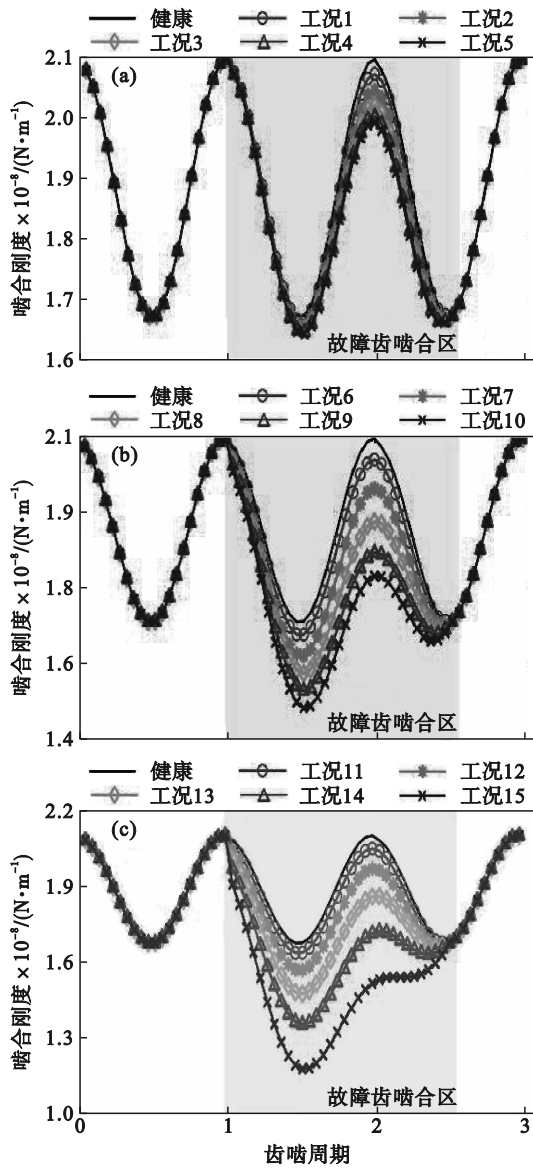 健康 工况1 工况2
工况3 工况4 工况5
(a)
2.1
2.0
1.9
1.8
1.7
1.6
啮合刚度×10⁻⁸/(N·m⁻¹)
故障齿啮合区
0 1 2 3
健康 工况6 工况7
工况8 工况9 工况10
(b)
2.1
1.9
1.6
1.4
啮合刚度×10⁻⁸/(N·m⁻¹)
故障齿啮合区
健康 工况11 工况12
工况13 工况14 工况15
(c)
2.2
1.9
1.6
1.3
1.0
啮合刚度×10⁻⁸/(N·m⁻¹)
故障齿啮合区
0 1 2 3
齿啮周期